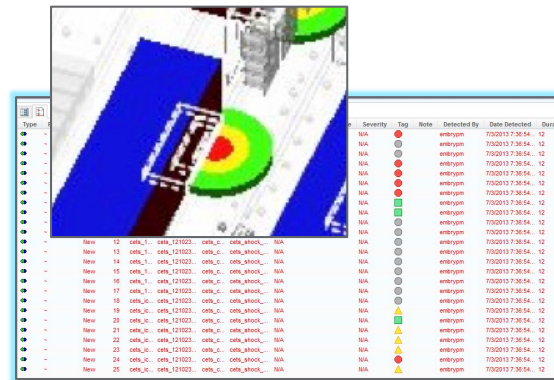 Type Severity Tag Note Detected By Date Detected
N/A embrypm 7/3/2013 7:36:54... 12
N/A embrypm 7/3/2013 7:36:54... 12
N/A embrypm 7/3/2013 7:36:54... 12
N/A embrypm 7/3/2013 7:36:54... 12
N/A embrypm 7/3/2013 7:36:54... 12
N/A embrypm 7/3/2013 7:36:54... 12
N/A embrypm 7/3/2013 7:36:54... 12
N/A embrypm 7/3/2013 7:36:54... 12
N/A embrypm 7/3/2013 7:36:54... 12
N/A embrypm 7/3/2013 7:36:54... 12
N/A embrypm 7/3/2013 7:36:54... 12
~ New 12 cets_1... cets_121023... cets_c... cets_shock_... N/A N/A embrypm 7/3/2013 7:36:54... 12
~ New 13 cets_1... cets_121023... cets_c... cets_shock_... N/A N/A embrypm 7/3/2013 7:36:54... 12
~ New 14 cets_1... cets_121023... cets_c... cets_shock_... N/A N/A embrypm 7/3/2013 7:36:54... 12
~ New 15 cets_1... cets_121023... cets_c... cets_shock_... N/A N/A embrypm 7/3/2013 7:36:54... 12
~ New 16 cets_1... cets_121023... cets_c... cets_shock_... N/A N/A embrypm 7/3/2013 7:36:54... 12
~ New 17 cets_1... cets_121023... cets_c... cets_shock_... N/A N/A embrypm 7/3/2013 7:36:54... 12
~ New 18 cets_ic... cets_121023... cets_c... cets_shock_... N/A N/A embrypm 7/3/2013 7:36:54... 12
~ New 19 cets_ic... cets_121023... cets_c... cets_shock_... N/A N/A embrypm 7/3/2013 7:36:54... 12
~ New 20 cets_ic... cets_121023... cets_c... cets_shock_... N/A N/A embrypm 7/3/2013 7:36:54... 12
~ New 21 cets_ic... cets_121023... cets_c... cets_shock_... N/A N/A embrypm 7/3/2013 7:36:54... 12
~ New 22 cets_ic... cets_121023... cets_c... cets_shock_... N/A N/A embrypm 7/3/2013 7:36:54... 12
~ New 23 cets_ic... cets_121023... cets_c... cets_shock_... N/A N/A embrypm 7/3/2013 7:36:54... 12
~ New 24 cets_ic... cets_121023... cets_c... cets_shock_... N/A N/A embrypm 7/3/2013 7:36:54... 12
~ New 25 cets_ic... cets_121023... cets_c... cets_shock_... N/A N/A embrypm 7/3/2013 7:36:54... 12